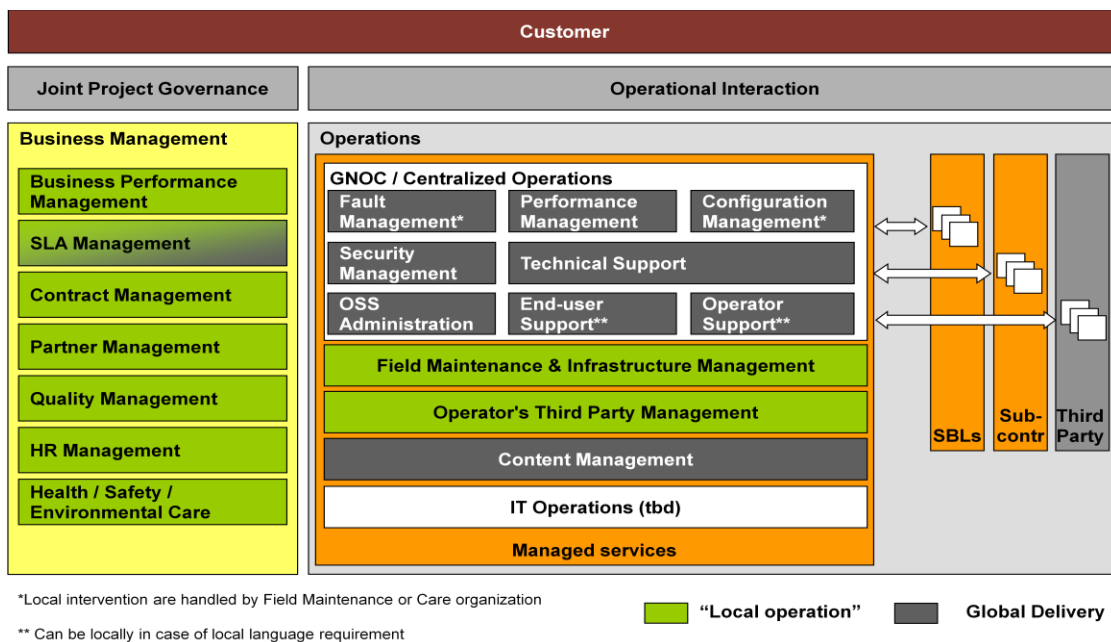 Customer
Joint Project Governance
Operational Interaction
Business Management
Business Performance
Management
SLA Management
Contract Management
Partner Management
Quality Management
HR Management
Health / Safety /
Environmental Care
Operations
GNOC / Centralized Operations
Fault
Management*
Performance
Management
Configuration
Management*
Security
Management
Technical Support
OSS
Administration
End-user
Support**
Operator
Support**
Field Maintenance & Infrastructure Management
Operator's Third Party Management
Content Management
IT Operations (tbd)
Managed services
SBLs
Sub-
contr
Third
Party
*Local intervention are handled by Field Maintenance or Care organization
** Can be locally in case of local language requirement
“Local operation”
Global Delivery